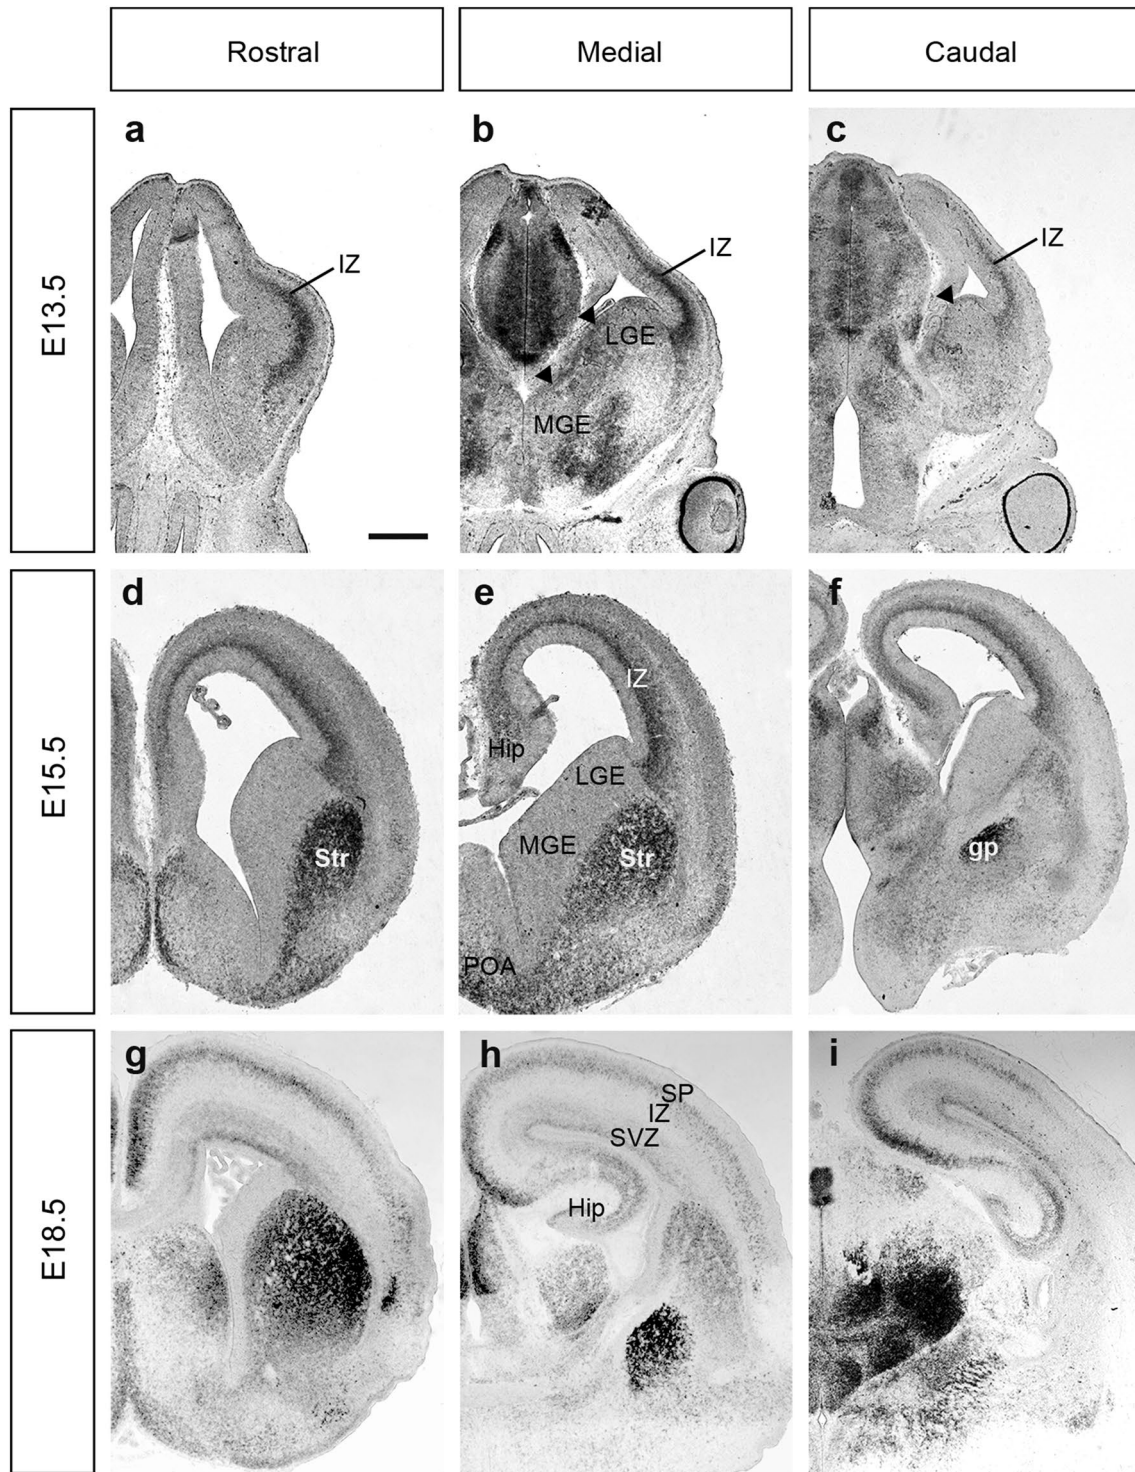 Rostral
Medial
Caudal
E13.5
a
IZ
b
IZ
LGE
MGE
c
IZ
E15.5
d
Str
e
IZ
Hip
LGE
MGE
Str
POA
f
gp
E18.5
g
h
SP
IZ
SVZ
Hip
i